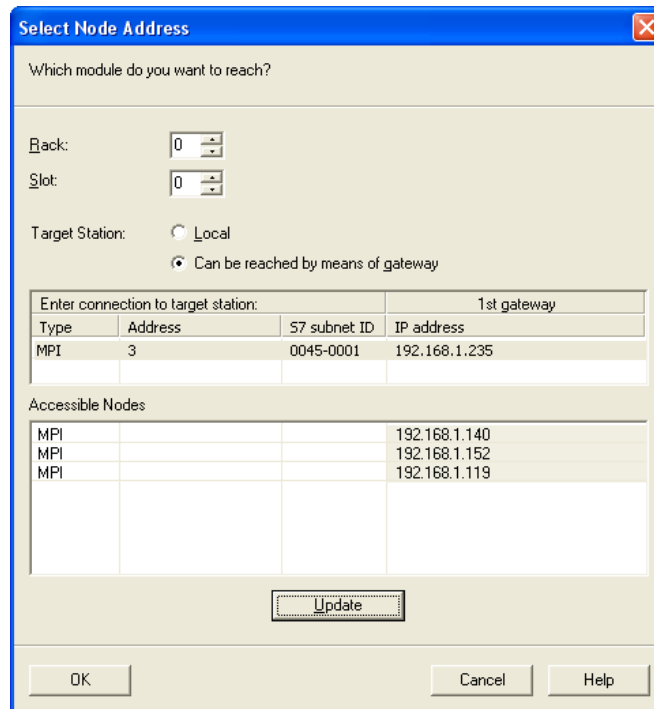 Select Node Address
Which module do you want to reach?
Rack: 0
Slot: 0
Target Station: Local
Can be reached by means of gateway
Enter connection to target station: 1st gateway
Type Address S7 subnet ID IP address
MPI 3 0045-0001 192.168.1.235
Accessible Nodes
MPI 192.168.1.140
MPI 192.168.1.152
MPI 192.168.1.119
Update
OK Cancel Help